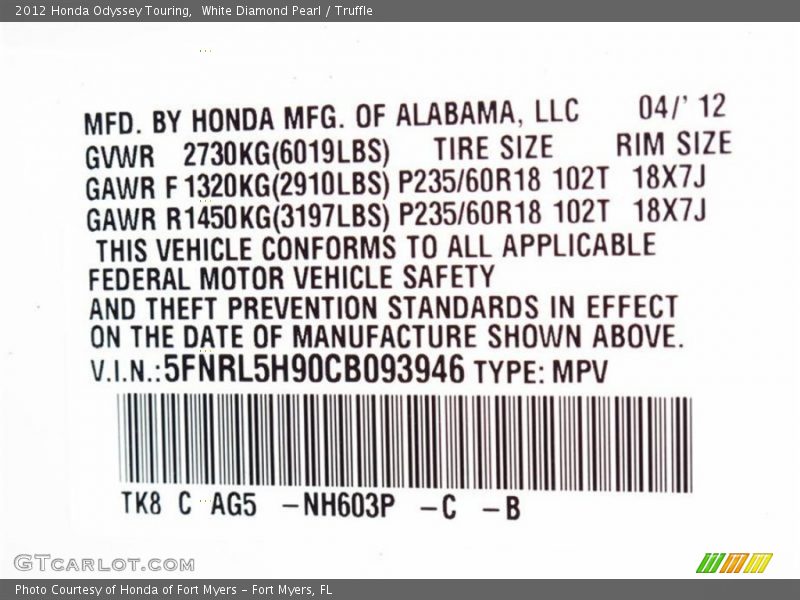 2012 Honda Odyssey Touring,  White Diamond Pearl / Truffle
MFD. BY HONDA MFG. OF ALABAMA, LLC 04/' 12
GVWR 2730KG(6019LBS) TIRE SIZE RIM SIZE
GAWR F 1320KG(2910LBS) P235/60R18 102T 18X7J
GAWR R1450KG(3197LBS) P235/60R18 102T 18X7J
THIS VEHICLE CONFORMS TO ALL APPLICABLE
FEDERAL MOTOR VEHICLE SAFETY
AND THEFT PREVENTION STANDARDS IN EFFECT
ON THE DATE OF MANUFACTURE SHOWN ABOVE.
V.I.N.:5FNRL5H90CB093946 TYPE: MPV
TK8 C AG5 -NH603P -C -B
GTCARLOT.COM
Photo Courtesy of Honda of Fort Myers - Fort Myers, FL